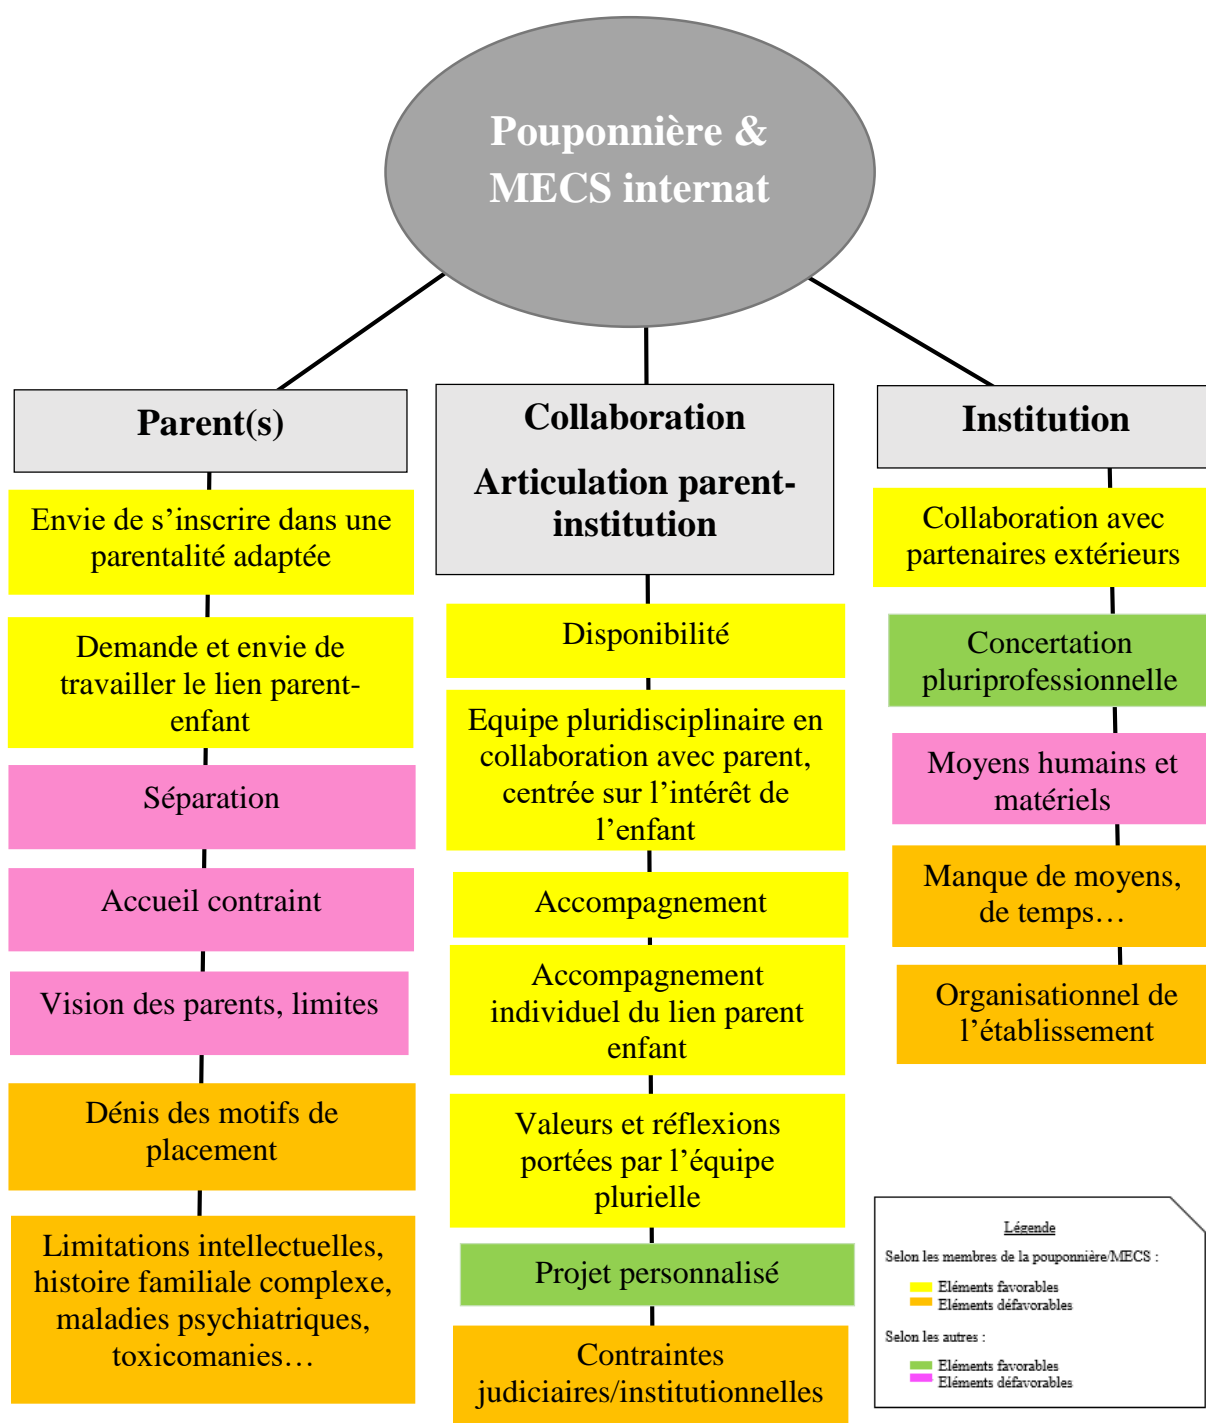 Pouponnière &
MECS internat
Parent(s)
Envie de s’inscrire dans une
parentalité adaptée
Demande et envie de
travailler le lien parent-
enfant
Séparation
Accueil contraint
Vision des parents, limites
Dénis des motifs de
placement
Limitations intellectuelles,
histoire familiale complexe,
maladies psychiatriques,
toxicomanies…
Collaboration
Articulation parent-
institution
Disponibilité
Equipe pluridisciplinaire en
collaboration avec parent,
centrée sur l’intérêt de
l’enfant
Accompagnement
Accompagnement
individuel du lien parent
enfant
Valeurs et réflexions
portées par l’équipe
plurielle
Projet personnalisé
Contraintes
judiciaires/institutionnelles
Institution
Collaboration avec
partenaires extérieurs
Concertation
pluriprofessionnelle
Moyens humains et
matériels
Manque de moyens,
de temps…
Organisationnel de
l’établissement
Légende
Selon les membres de la pouponnière/MECS :
Eléments favorables
Eléments défavorables
Selon les autres :
Eléments favorables
Eléments défavorables